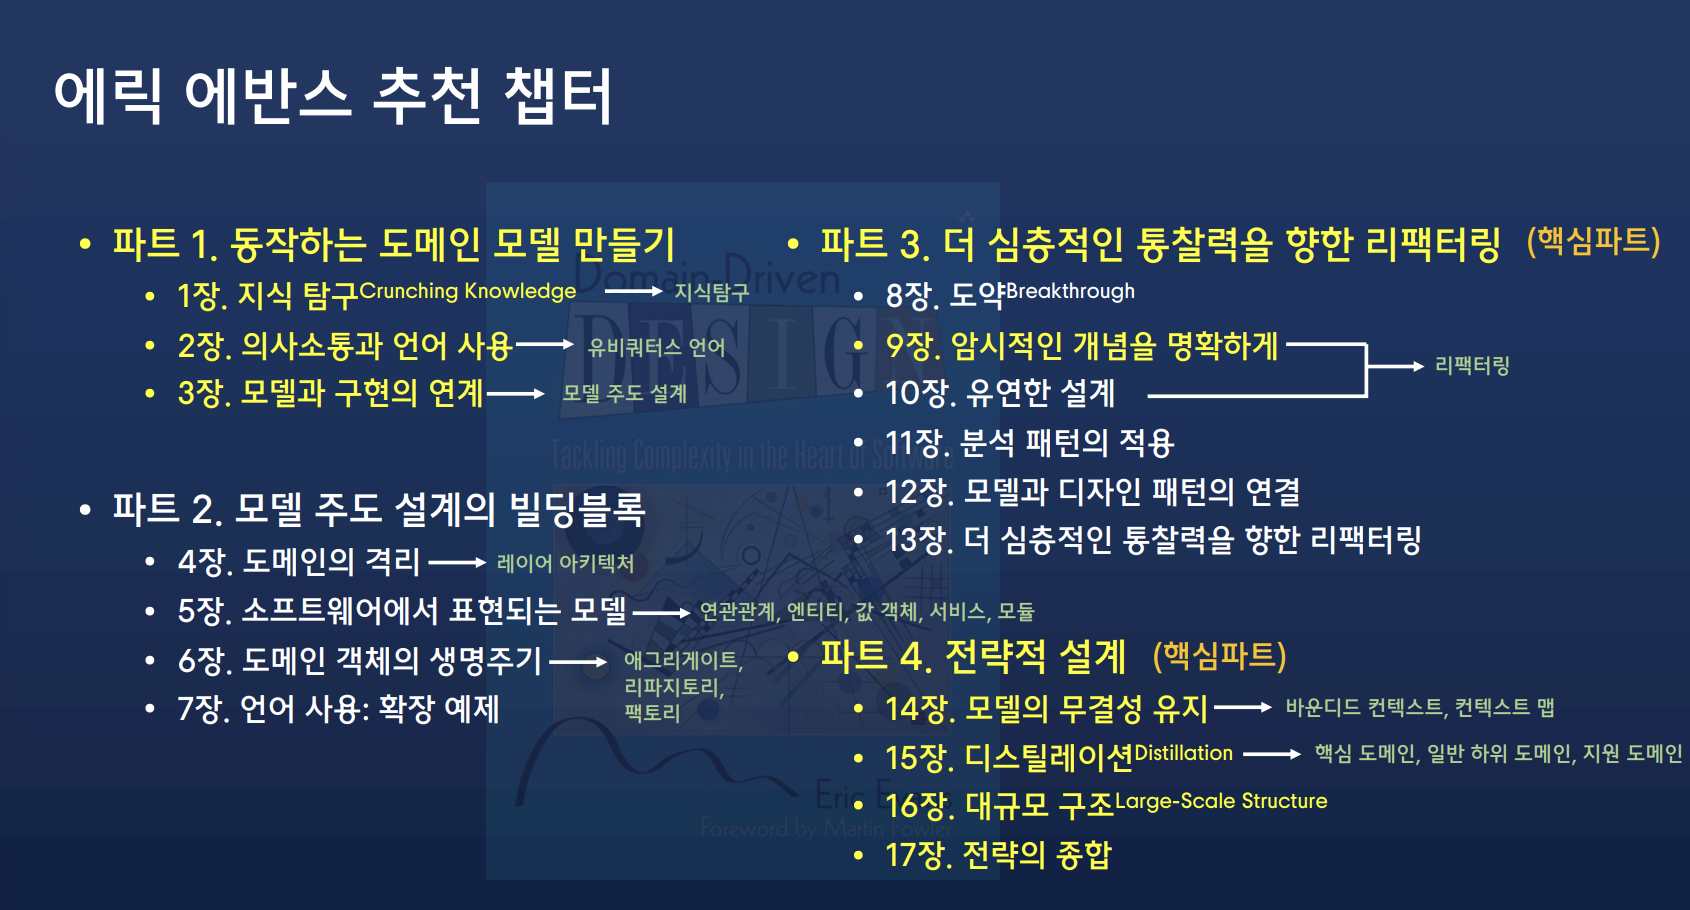 에릭 에반스 추천 챕터
• 파트 1. 동작하는 도메인 모델 만들기
• 1장. 지식 탐구Crunching Knowledge → 지식탐구
• 2장. 의사소통과 언어 사용 → 유비쿼터스 언어
• 3장. 모델과 구현의 연계 → 모델 주도 설계
• 파트 2. 모델 주도 설계의 빌딩블록
• 4장. 도메인의 격리 → 레이어 아키텍처
• 5장. 소프트웨어에서 표현되는 모델 → 연관관계, 엔티티, 값 객체, 서비스, 모듈
• 6장. 도메인 객체의 생명주기 → 애그리게이트,
리파지토리,
팩토리
• 7장. 언어 사용: 확장 예제
• 파트 3. 더 심층적인 통찰력을 향한 리팩터링 (핵심파트)
• 8장. 도약Breakthrough
• 9장. 암시적인 개념을 명확하게
• 10장. 유연한 설계
→ 리팩터링
• 11장. 분석 패턴의 적용
• 12장. 모델과 디자인 패턴의 연결
• 13장. 더 심층적인 통찰력을 향한 리팩터링
• 파트 4. 전략적 설계 (핵심파트)
• 14장. 모델의 무결성 유지 → 바운디드 컨텍스트, 컨텍스트 맵
• 15장. 디스틸레이션Distillation → 핵심 도메인, 일반 하위 도메인, 지원 도메인
• 16장. 대규모 구조Large-Scale Structure
• 17장. 전략의 종합
Domain-Driven
DESIGN
Tackling Complexity in the Heart of Software
Eric Evans
Foreword by Martin Fowler